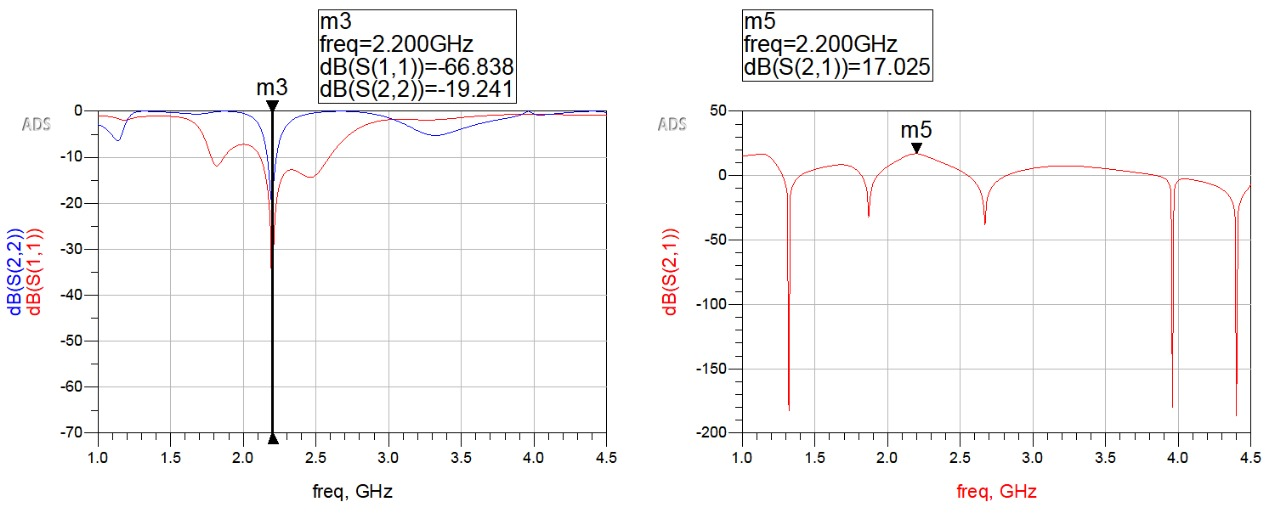 m3
freq=2.200GHz
dB(S(1,1))=-66.838
dB(S(2,2))=-19.241
m3
ADS
0
-10
-20
-30
-40
-50
-60
-70
dB(S(2,2))
dB(S(1,1))
1.0 1.5 2.0 2.5 3.0 3.5 4.0 4.5
freq, GHz
m5
freq=2.200GHz
dB(S(2,1))=17.025
m5
ADS
50
0
-50
-100
-150
-200
dB(S(2,1))
1.0 1.5 2.0 2.5 3.0 3.5 4.0 4.5
freq, GHz